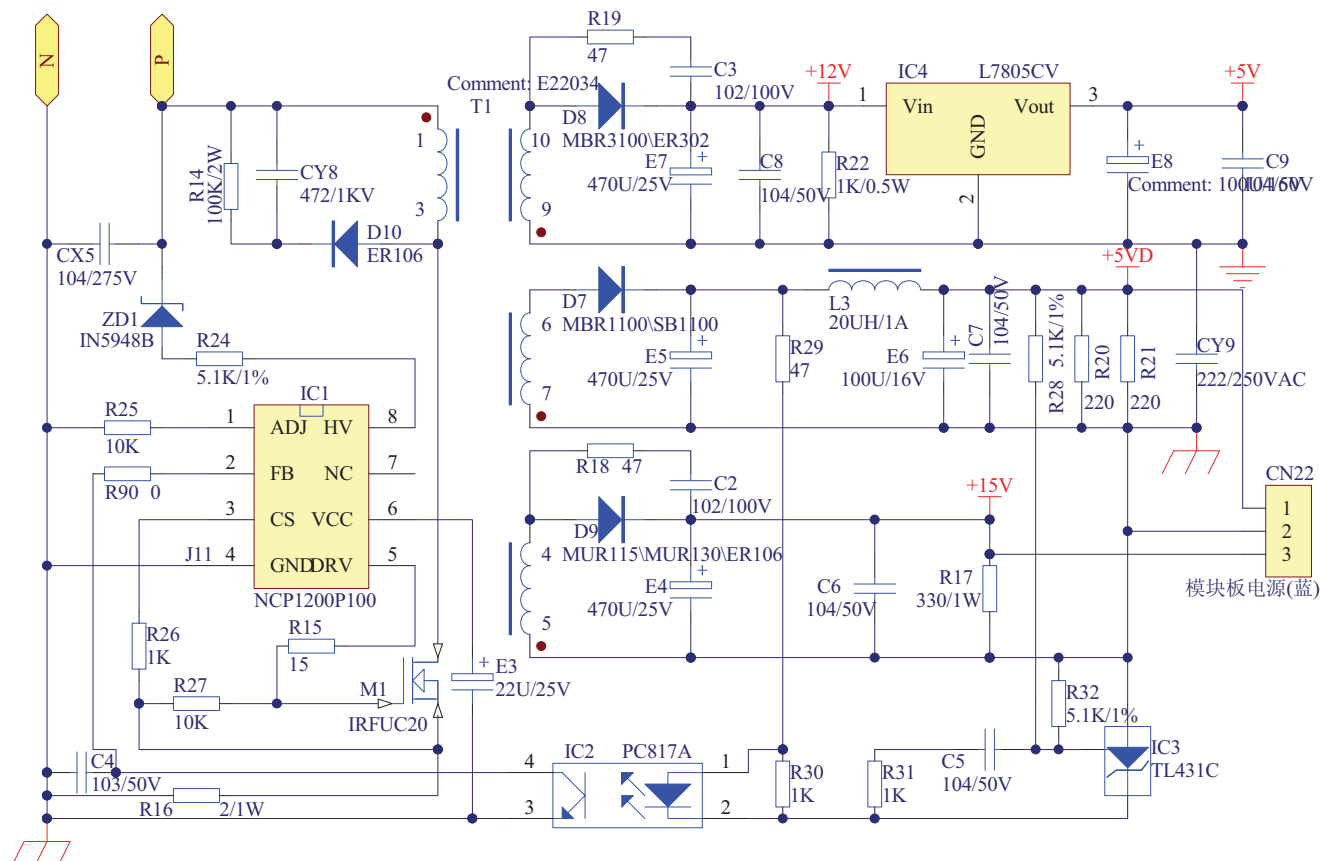 N
P
R19
47
C3
102/100V
Comment: E22034
T1
D8
MBR3100\ER302
1
3
10
9
E7
470U/25V
C8
104/50V
+12V
R22
1K/0.5W
IC4
L7805CV
1
Vin
Vout
3
GND
2
+5V
E8
Comment:
C9
R14
100K/2W
CY8
472/1KV
D10
ER106
CX5
104/275V
ZD1
IN5948B
R24
5.1K/1%
D7
MBR1100\SB1100
6
7
E5
470U/25V
R29
47
L3
20UH/1A
E6
100U/16V
C7
104/50V
R28
5.1K/1%
R20
220
R21
220
+5VD
CY9
222/250VAC
IC1
R25
10K
R90 0
1
ADJ
HV
8
2
FB
NC
7
3
CS
VCC
6
J11
4
GND
DRV
5
NCP1200P100
R18 47
C2
102/100V
D9
MUR115\MUR130\ER106
4
5
E4
470U/25V
C6
104/50V
+15V
R17
330/1W
CN22
1
2
3
模块板电源(蓝)
R26
1K
R15
15
R27
10K
M1
IRFUC20
E3
22U/25V
R32
5.1K/1%
IC3
TL431C
C4
103/50V
R16
2/1W
IC2
PC817A
4
3
1
2
R30
1K
R31
1K
C5
104/50V